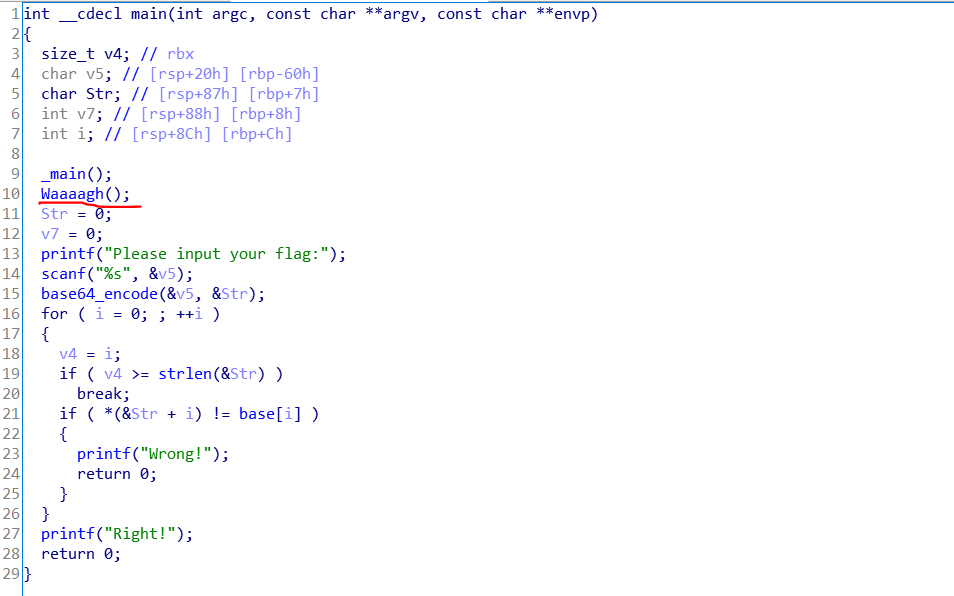 1 int __cdecl main(int argc, const char **argv, const char **envp)
2 {
3 size_t v4; // rbx
4 char v5; // [rsp+20h] [rbp-60h]
5 char Str; // [rsp+87h] [rbp+7h]
6 int v7; // [rsp+88h] [rbp+8h]
7 int i; // [rsp+8Ch] [rbp+Ch]
8
9 _main();
10 Waaaagh();
11 Str = 0;
12 v7 = 0;
13 printf("Please input your flag:");
14 scanf("%s", &v5);
15 base64_encode(&v5, &Str);
16 for ( i = 0; ; ++i )
17 {
18 v4 = i;
19 if ( v4 >= strlen(&Str) )
20 break;
21 if ( *(&Str + i) != base[i] )
22 {
23 printf("Wrong!");
24 return 0;
25 }
26 }
27 printf("Right!");
28 return 0;
29 }